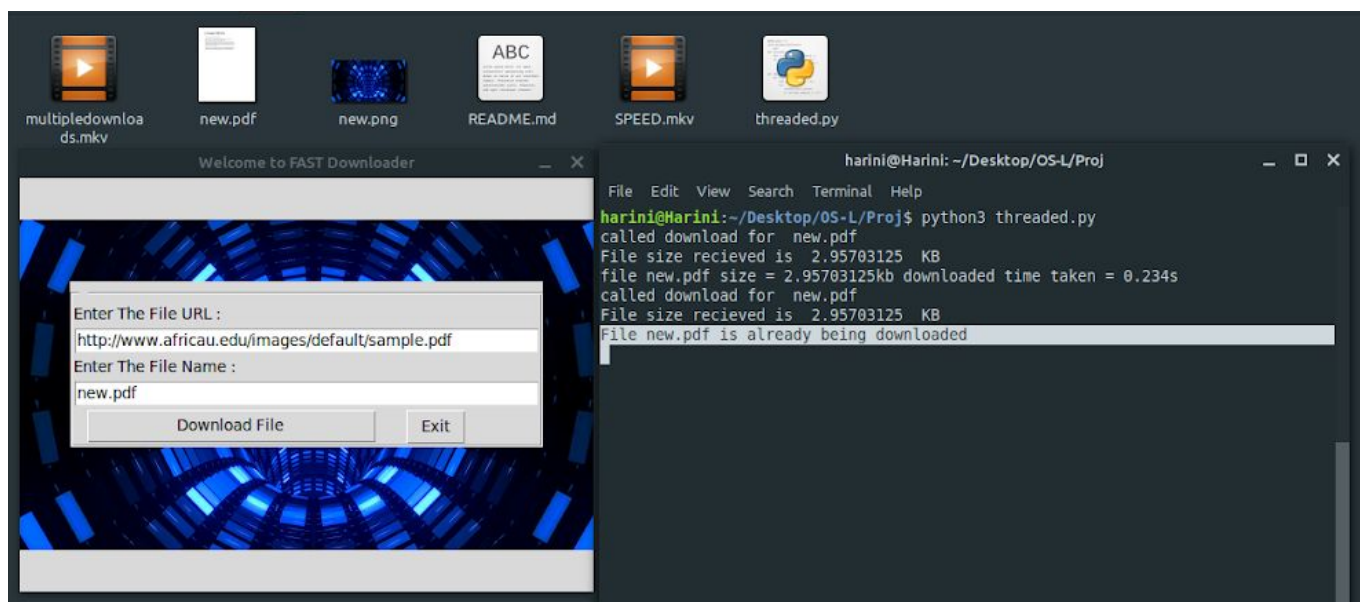 multipledownloa
ds.mkv
new.pdf
new.png
ABC
README.md
SPEED.mkv
threaded.py
Welcome to FAST Downloader
Enter The File URL :
http://www.africau.edu/images/default/sample.pdf
Enter The File Name :
new.pdf
Download File
Exit
harini@Harini: ~/Desktop/OS-L/Proj
File Edit View Search Terminal Help
harini@Harini:~/Desktop/OS-L/Proj$ python3 threaded.py
called download for  new.pdf
File size recieved is  2.95703125  KB
file new.pdf size = 2.95703125kb downloaded time taken = 0.234s
called download for  new.pdf
File size recieved is  2.95703125  KB
File new.pdf is already being downloaded